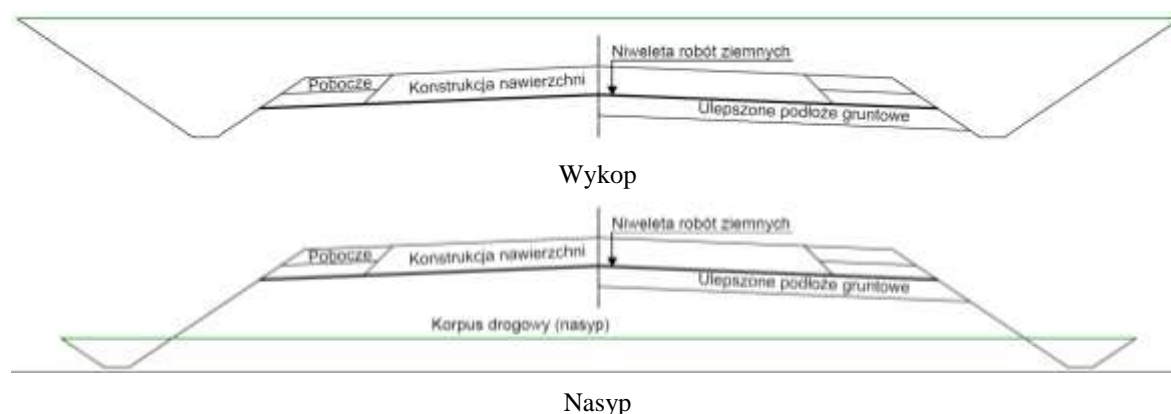 Niweleta robót ziemnych
Pobocze
Konstrukcja nawierzchni
Ulepszone podłoże gruntowe
Wykop
Niweleta robót ziemnych
Pobocze
Konstrukcja nawierzchni
Ulepszone podłoże gruntowe
Korpus drogowy (nasyp)
Nasyp